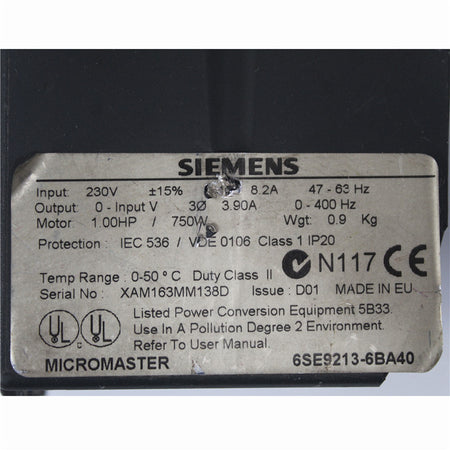 SIEMENS
Input: 230V ±15% 8.2A 47 - 63 Hz
Output: 0 - Input V 3Ø 3.90A 0 - 400 Hz
Motor : 1.00HP / 750W Wgt: 0.9 Kg
Protection : IEC 536 / VDE 0106 Class 1 IP20
Temp Range : 0-50 ° C Duty Class II
N117 CE
Serial No : XAM163MM138D Issue : D01 MADE IN EU
UL UL
Listed Power Conversion Equipment 5B33.
Use In A Pollution Degree 2 Environment.
Refer To User Manual.
MICROMASTER 6SE9213-6BA40